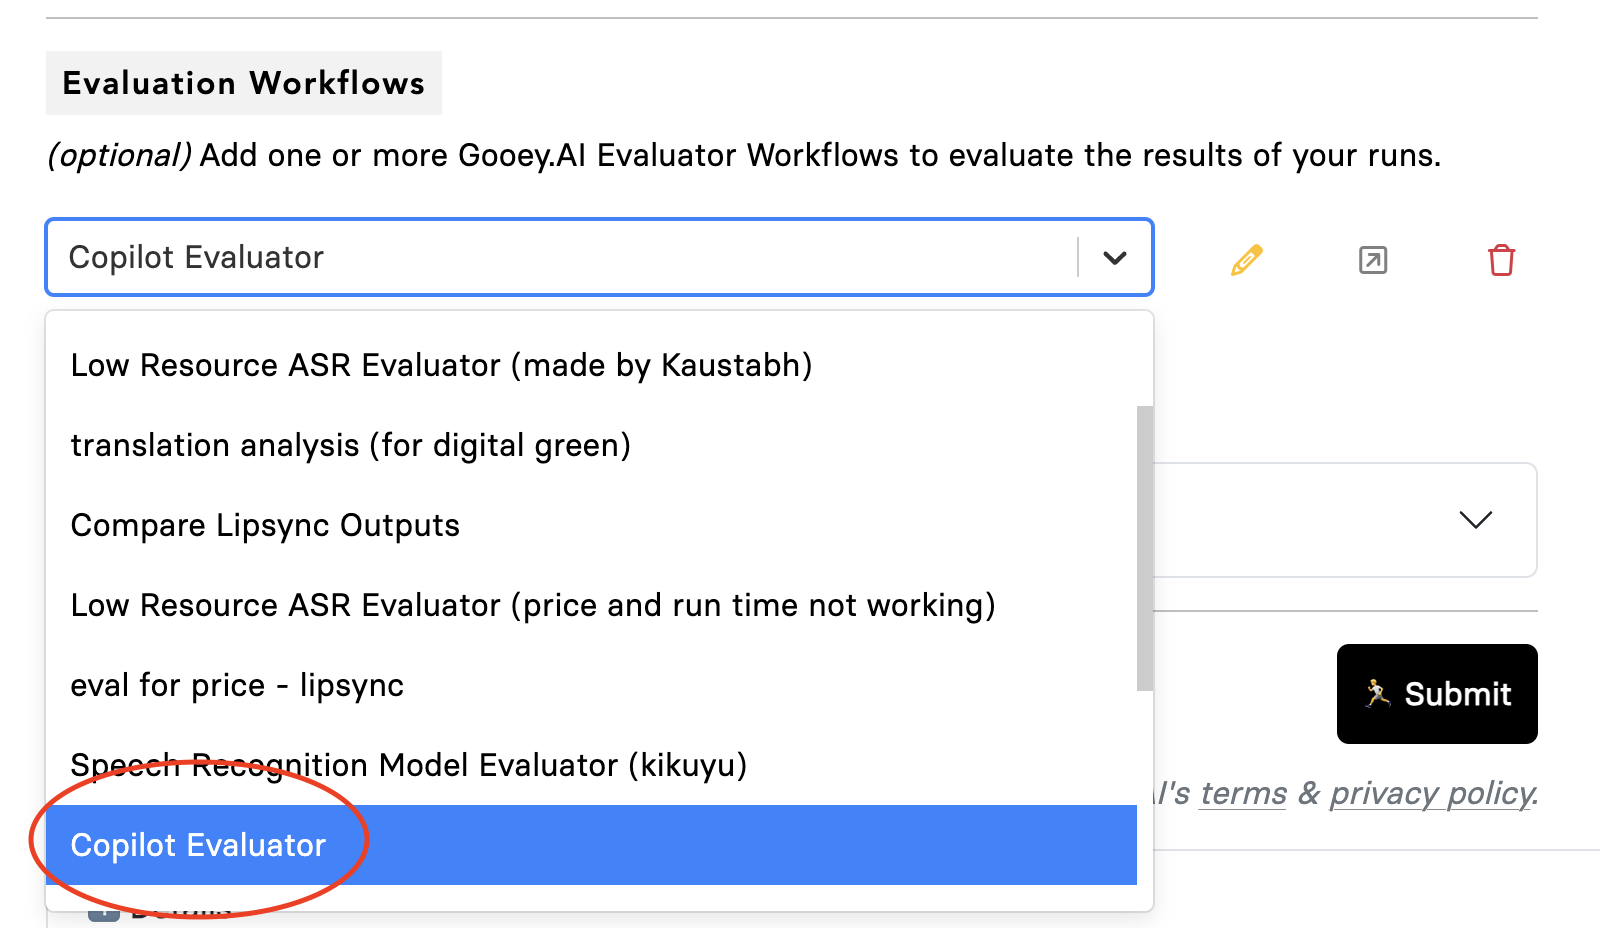 Evaluation Workflows
(optional) Add one or more Gooey.AI Evaluator Workflows to evaluate the results of your runs.
Copilot Evaluator
Low Resource ASR Evaluator (made by Kaustabh)
translation analysis (for digital green)
Compare Lipsync Outputs
Low Resource ASR Evaluator (price and run time not working)
eval for price - lipsync
Speech Recognition Model Evaluator (kikuyu)
Copilot Evaluator
Submit
's terms & privacy policy.